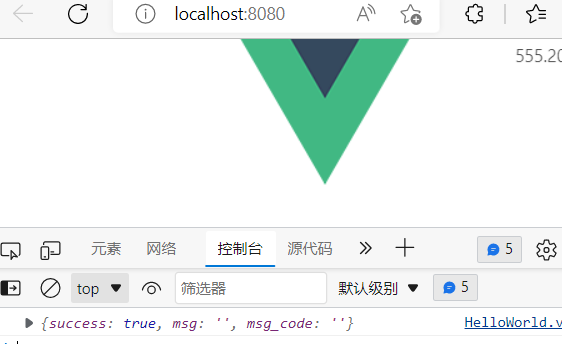 localhost:8080
555.20
元素 网络 控制台 源代码 5
top 筛选器 默认级别 5
{success: true, msg: '', msg_code: ''} HelloWorld.v